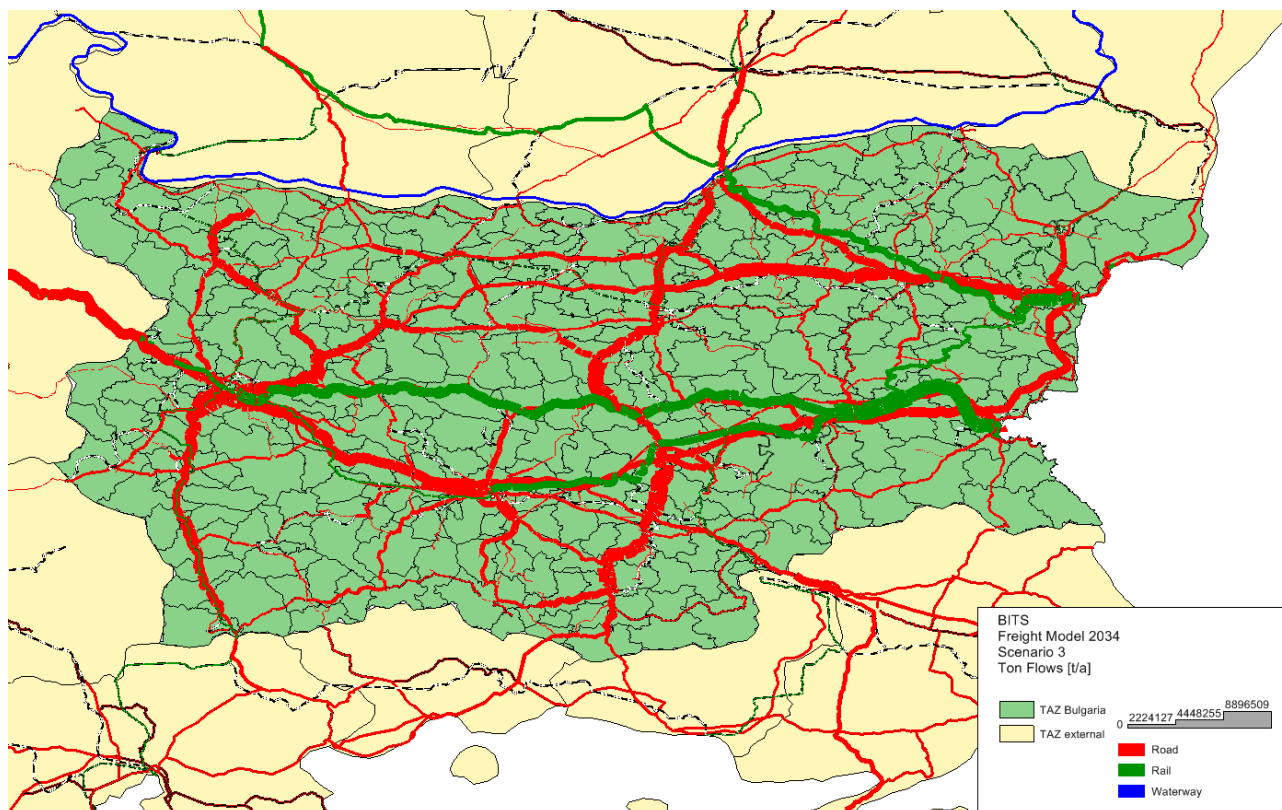 BITS
Freight Model 2034
Scenario 3
Ton Flows [t/a]
TAZ Bulgaria
TAZ external
0 2224127 4448255 8896509
Road
Rail
Waterway